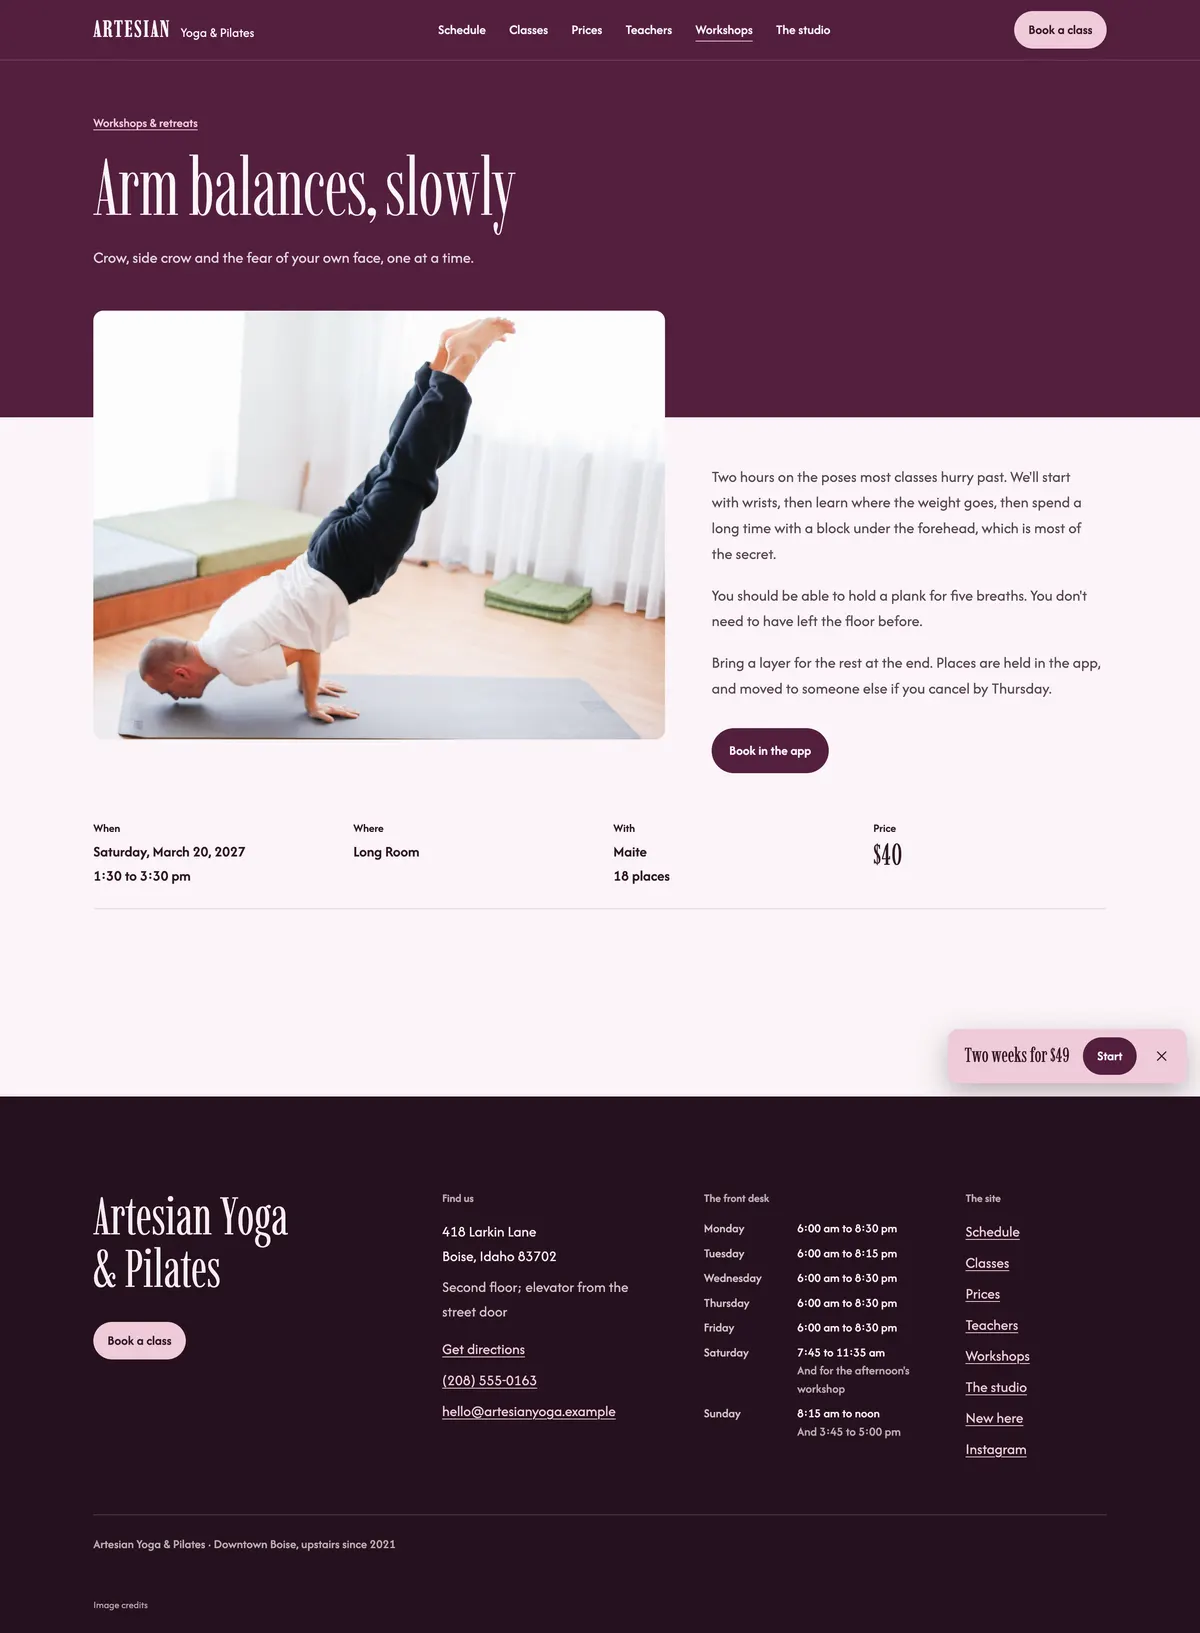 ARTESIAN Yoga & Pilates
Schedule Classes Prices Teachers Workshops The studio
Book a class
Workshops & retreats
Arm balances, slowly
Crow, side crow and the fear of your own face, one at a time.
Two hours on the poses most classes hurry past. We'll start
with wrists, then learn where the weight goes, then spend a
long time with a block under the forehead, which is most of
the secret.
You should be able to hold a plank for five breaths. You don't
need to have left the floor before.
Bring a layer for the rest at the end. Places are held in the app,
and moved to someone else if you cancel by Thursday.
Book in the app
When
Saturday, March 20, 2027
1:30 to 3:30 pm
Where
Long Room
With
Maite
18 places
Price
$40
Two weeks for $49
Start
Artesian Yoga
& Pilates
Book a class
Find us
418 Larkin Lane
Boise, Idaho 83702
Second floor; elevator from the
street door
Get directions
(208) 555-0163
hello@artesianyoga.example
The front desk
Monday 6:00 am to 8:30 pm
Tuesday 6:00 am to 8:15 pm
Wednesday 6:00 am to 8:30 pm
Thursday 6:00 am to 8:30 pm
Friday 6:00 am to 8:30 pm
Saturday 7:45 to 11:35 am
And for the afternoon's
workshop
Sunday 8:15 am to noon
And 3:45 to 5:00 pm
The site
Schedule
Classes
Prices
Teachers
Workshops
The studio
New here
Instagram
Artesian Yoga & Pilates · Downtown Boise, upstairs since 2021
Image credits